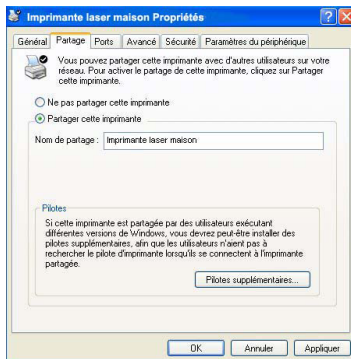 Imprimante laser maison Propriétés
Général Partage Ports Avancé Sécurité Paramètres du périphérique
Vous pouvez partager cette imprimante avec d'autres utilisateurs sur votre
réseau. Pour activer le partage de cette imprimante, cliquez sur Partager
cette imprimante.
Ne pas partager cette imprimante
Partager cette imprimante
Nom de partage : Imprimante laser maison
Pilotes
Si cette imprimante est partagée par des utilisateurs exécutant
différentes versions de Windows, vous devrez peut-être installer des
pilotes supplémentaires, afin que les utilisateurs n'aient pas à
rechercher le pilote d'imprimante lorsqu'ils se connectent à l'imprimante
partagée.
Pilotes supplémentaires...
OK Annuler Appliquer